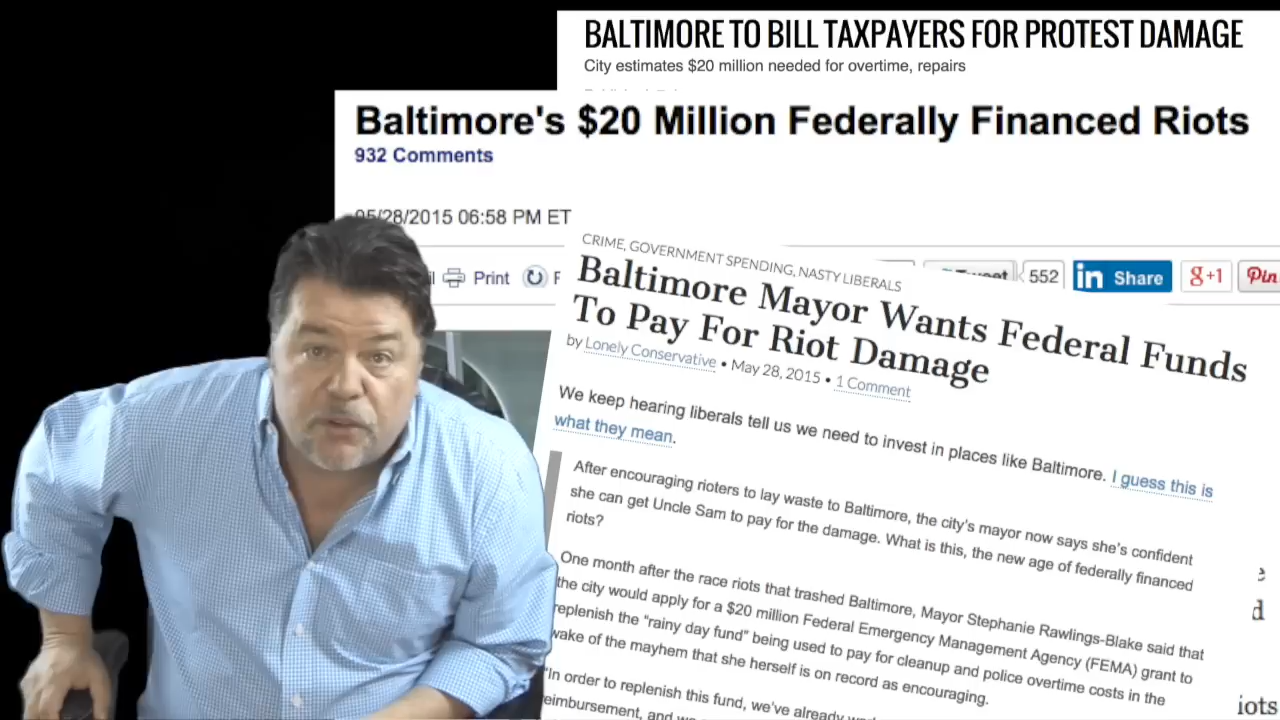 BALTIMORE TO BILL TAXPAYERS FOR PROTEST DAMAGE
City estimates $20 million needed for overtime, repairs
Baltimore's $20 Million Federally Financed Riots
932 Comments
05/28/2015 06:58 PM ET
Print
Tweet
552
in Share
g+1
Pin
CRIME, GOVERNMENT SPENDING, NASTY LIBERALS
Baltimore Mayor Wants Federal Funds
To Pay For Riot Damage
by Lonely Conservative • May 28, 2015 • 1 Comment
We keep hearing liberals tell us we need to invest in places like Baltimore. I guess this is
what they mean.
After encouraging rioters to lay waste to Baltimore, the city's mayor now says she's confident
she can get Uncle Sam to pay for the damage. What is this, the new age of federally financed
riots?
One month after the race riots that trashed Baltimore, Mayor Stephanie Rawlings-Blake said that
the city would apply for a $20 million Federal Emergency Management Agency (FEMA) grant to
replenish the "rainy day fund" being used to pay for cleanup and police overtime costs in the
wake of the mayhem that she herself is on record as encouraging.
"In order to replenish this fund, we've already
eimbursement, and
iots